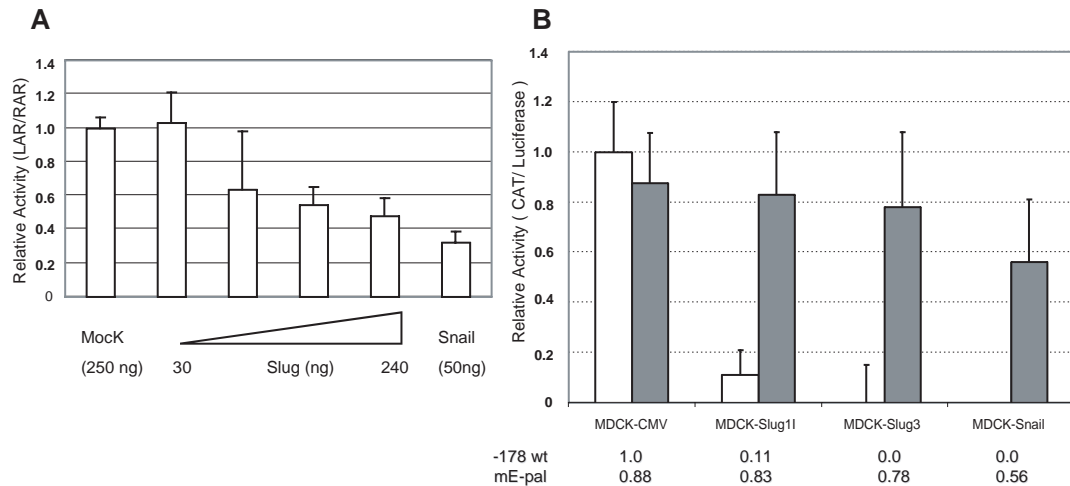 A
Relative Activity (LAR/RAR)
1.4
1.2
1.0
0.8
0.6
0.4
0.2
0
MocK
(250 ng)
30
Slug (ng)
240
Snail
(50ng)
B
Relative Activity ( CAT/ Luciferase )
1.4
1.2
1.0
0.8
0.6
0.4
0.2
0
MDCK-CMV MDCK-Slug1I MDCK-Slug3 MDCK-Snail
-178 wt 1.0 0.11 0.0 0.0
mE-pal 0.88 0.83 0.78 0.56